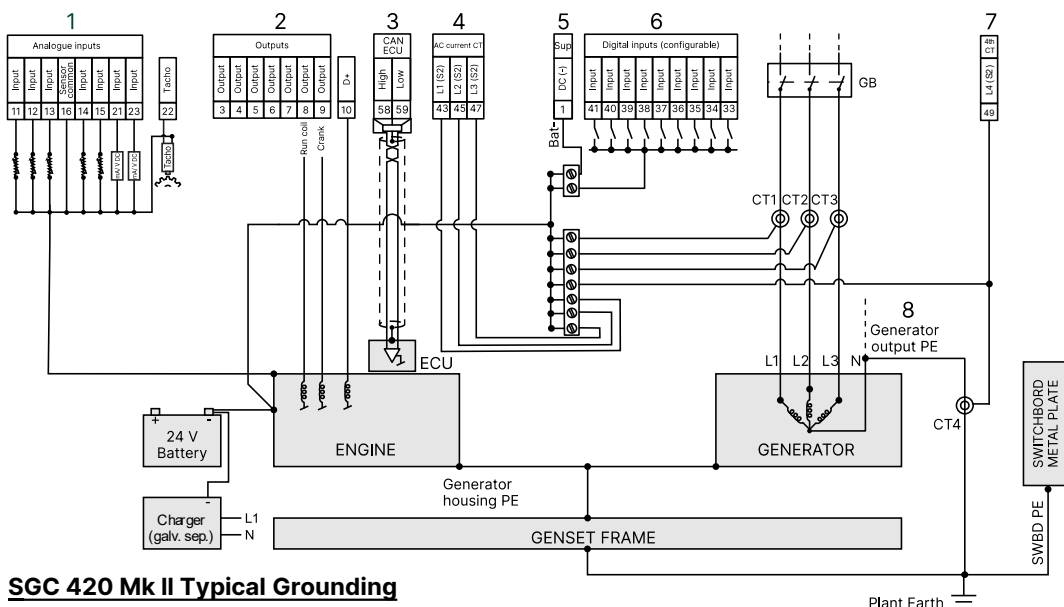 1
2
3
4
5
6
7
Analogue inputs
Input
Input
Input
Sensor common
Input
Input
Input
Input
11
12
13
16
14
15
21
23
Tacho
22
Tacho
mA/ V DC
mA/ V DC
Outputs
Output
Output
Output
Output
Output
Output
Output
3
4
5
6
7
8
9
D+
10
Run coil
Crank
CAN
ECU
High
Low
58
59
AC current CT
L1 (S2)
L2 (S2)
L3 (S2)
43
45
47
Sup
DC (-)
1
Bat-
Digital inputs (configurable)
Input
Input
Input
Input
Input
Input
Input
Input
Input
41
40
39
38
37
36
35
34
33
GB
4th
CT
L4 (S2)
49
CT1
CT2
CT3
8
Generator
output PE
L1
L2
L3
N
ECU
CT4
24 V
Battery
+
-
ENGINE
GENERATOR
SWITCHBORD
METAL PLATE
Generator
housing PE
-
Charger
(galv. sep.)
L1
N
GENSET FRAME
SWBD PE
SGC 420 Mk II Typical Grounding
Plant Earth